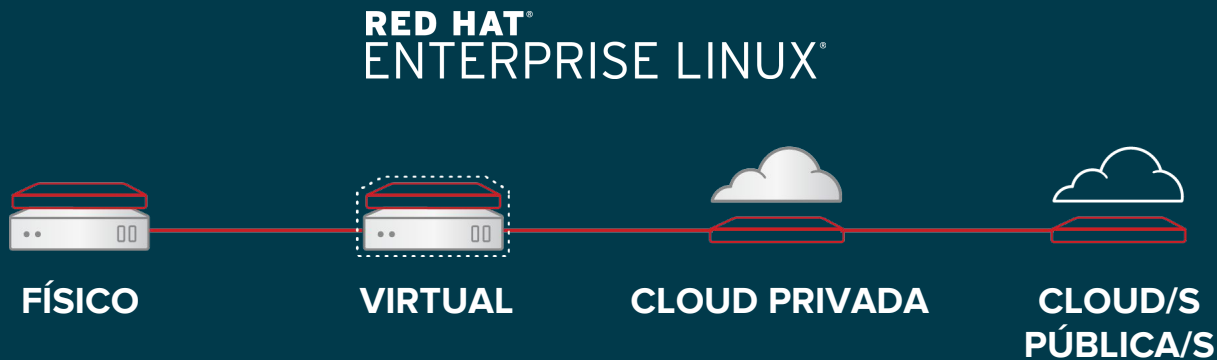 RED HAT®
ENTERPRISE LINUX®
FÍSICO
VIRTUAL
CLOUD PRIVADA
CLOUD/S
PÚBLICA/S